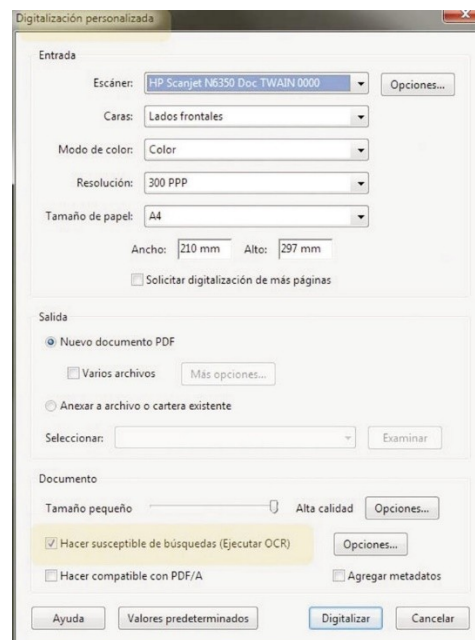 Digitalización personalizada
Entrada
Escáner: HP Scanjet N6350 Doc TWAIN 0000 Opciones...
Caras: Lados frontales
Modo de color: Color
Resolución: 300 PPP
Tamaño de papel: A4
Ancho: 210 mm Alto: 297 mm
Solicitar digitalización de más páginas
Salida
Nuevo documento PDF
Varios archivos Más opciones...
Anexar a archivo o cartera existente
Seleccionar: Examinar
Documento
Tamaño pequeño Alta calidad Opciones...
Hacer susceptible de búsquedas (Ejecutar OCR) Opciones...
Hacer compatible con PDF/A Agregar metadatos
Ayuda Valores predeterminados Digitalizar Cancelar